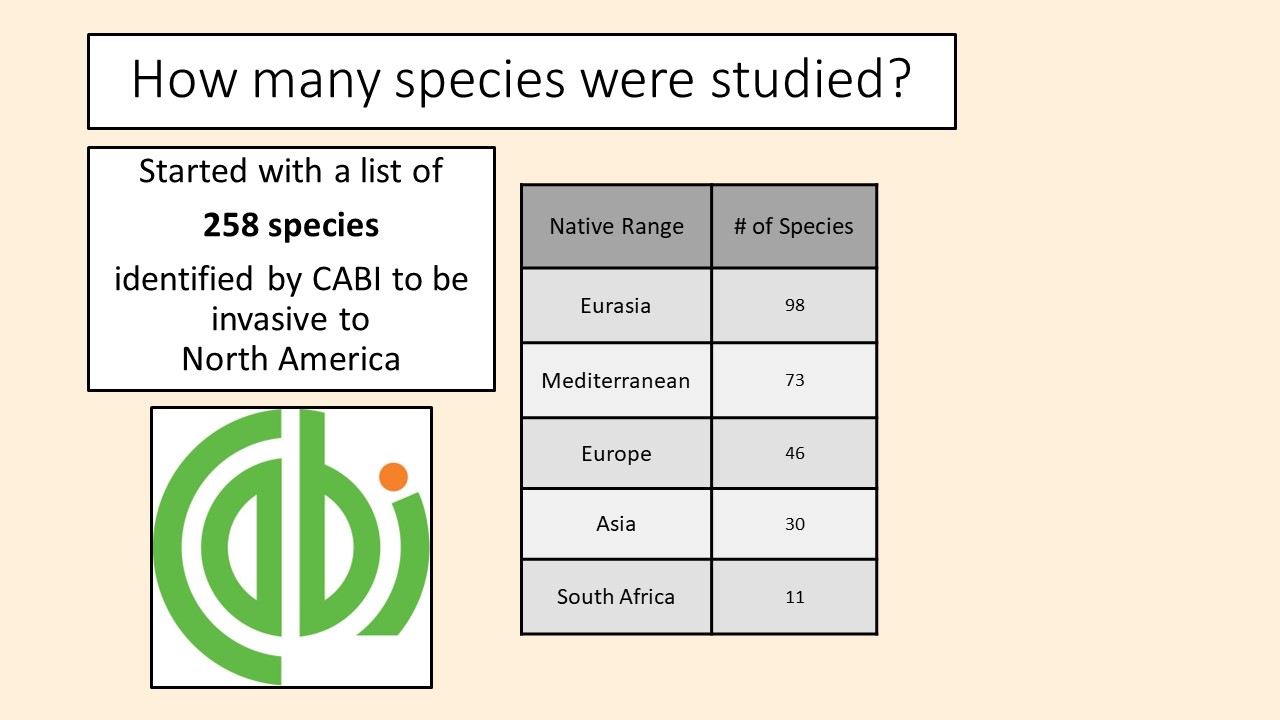 How many species were studied?
Started with a list of
258 species
identified by CABI to be
invasive to
North America
Native Range # of Species
Eurasia 98
Mediterranean 73
Europe 46
Asia 30
South Africa 11
cabi